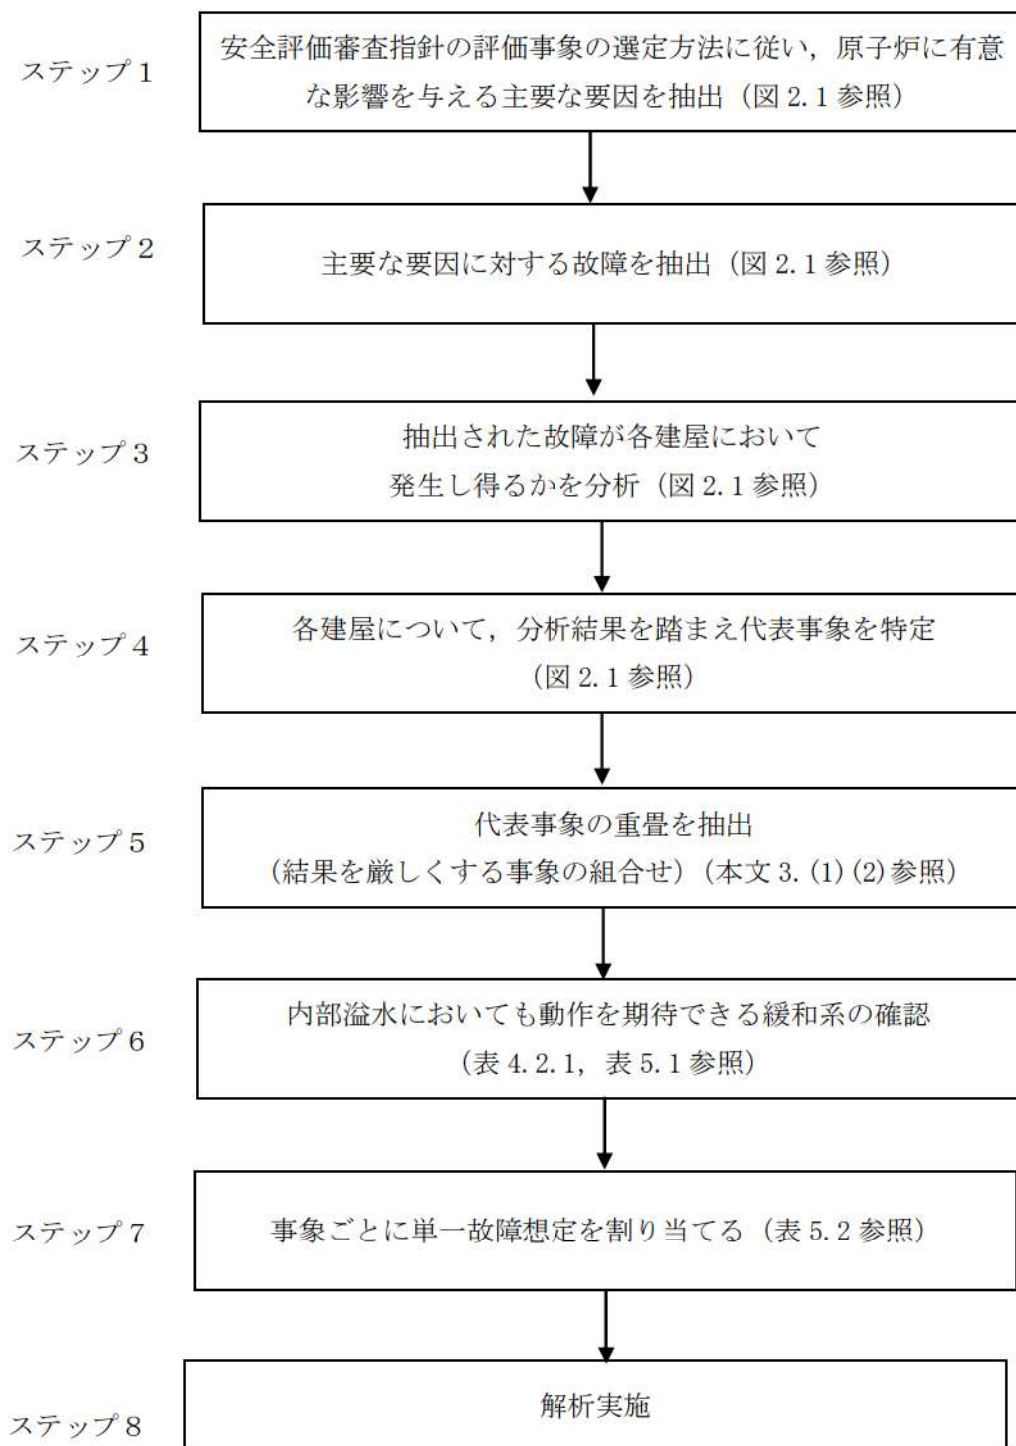 ステップ1
安全評価審査指針の評価事象の選定方法に従い，原子炉に有意
な影響を与える主要な要因を抽出（図 2.1 参照）
ステップ2
主要な要因に対する故障を抽出（図 2.1 参照）
ステップ3
抽出された故障が各建屋において
発生し得るかを分析（図 2.1 参照）
ステップ4
各建屋について，分析結果を踏まえ代表事象を特定
（図 2.1 参照）
ステップ5
代表事象の重畳を抽出
（結果を厳しくする事象の組合せ）（本文 3.(1)(2)参照）
ステップ6
内部溢水においても動作を期待できる緩和系の確認
（表 4.2.1，表 5.1 参照）
ステップ7
事象ごとに単一故障想定を割り当てる（表 5.2 参照）
ステップ8
解析実施